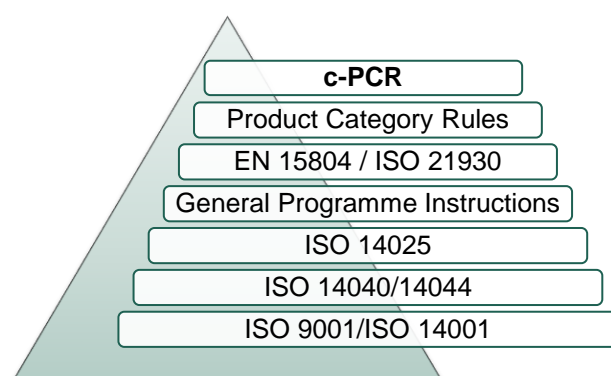 c-PCR
Product Category Rules
EN 15804 / ISO 21930
General Programme Instructions
ISO 14025
ISO 14040/14044
ISO 9001/ISO 14001